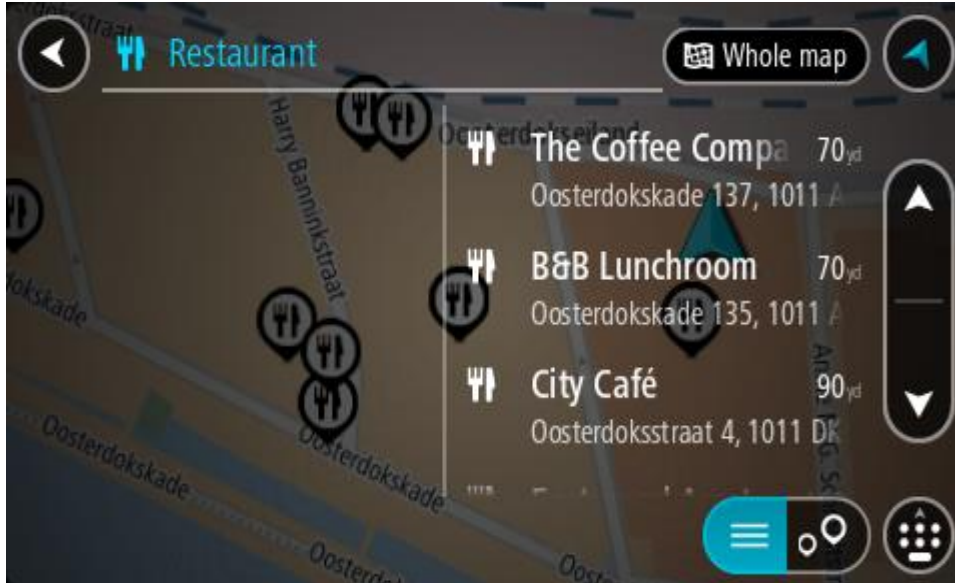 Restaurant
Whole map
Oosterdokseiland
Harry Banninkstraat
The Coffee Compa 70yd
Oosterdokskade 137, 1011 A
B&B Lunchroom 70yd
Oosterdokskade 135, 1011 A
City Café 90yd
Oosterdoksstraat 4, 1011 DK
Oosterdokskade
Oosterdokskade